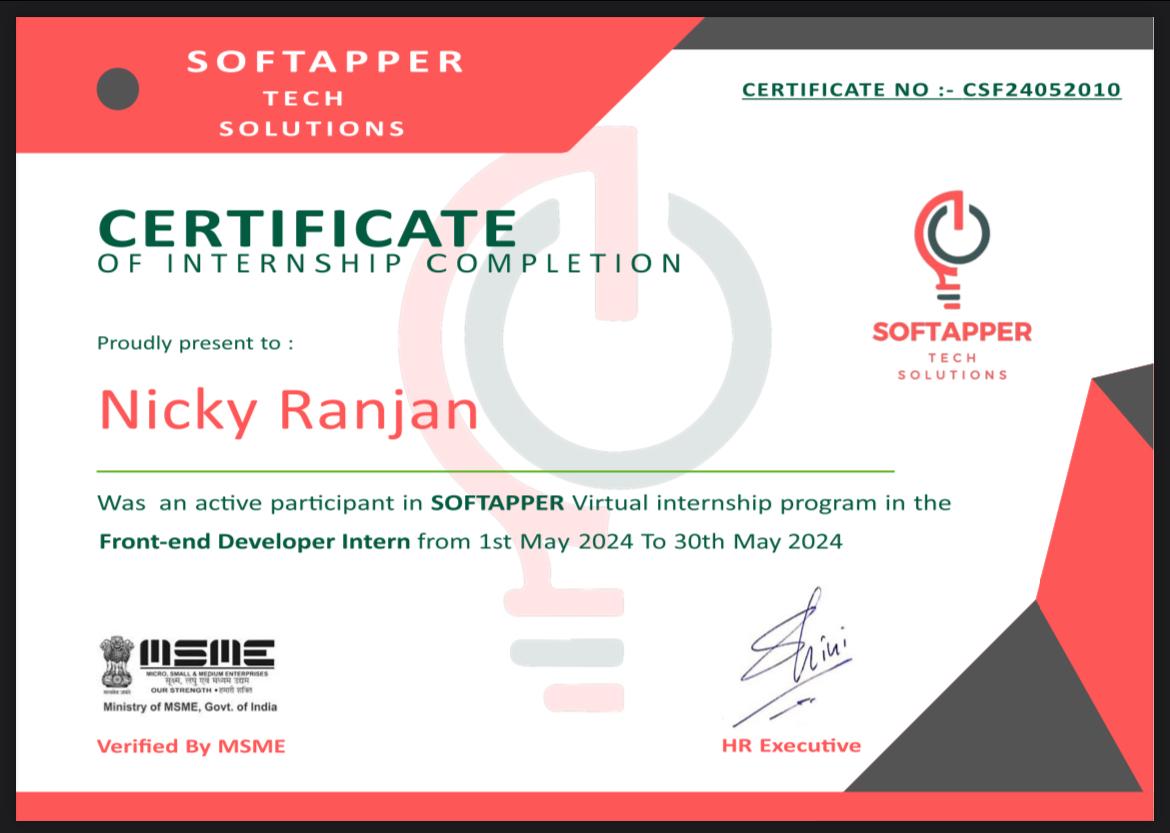 SOFTAPPER
TECH
SOLUTIONS
CERTIFICATE NO :- CSF24052010
CERTIFICATE
OF INTERNSHIP COMPLETION
SOFTAPPER
TECH
SOLUTIONS
Proudly present to :
Nicky Ranjan
Was an active participant in SOFTAPPER Virtual internship program in the
Front-end Developer Intern from 1st May 2024 To 30th May 2024
MSME
MICRO, SMALL & MEDIUM ENTERPRISES
सूक्ष्म, लघु एवं मध्यम उद्यम
OUR STRENGTH • हमारी शक्ति
Ministry of MSME, Govt. of India
Verified By MSME
HR Executive